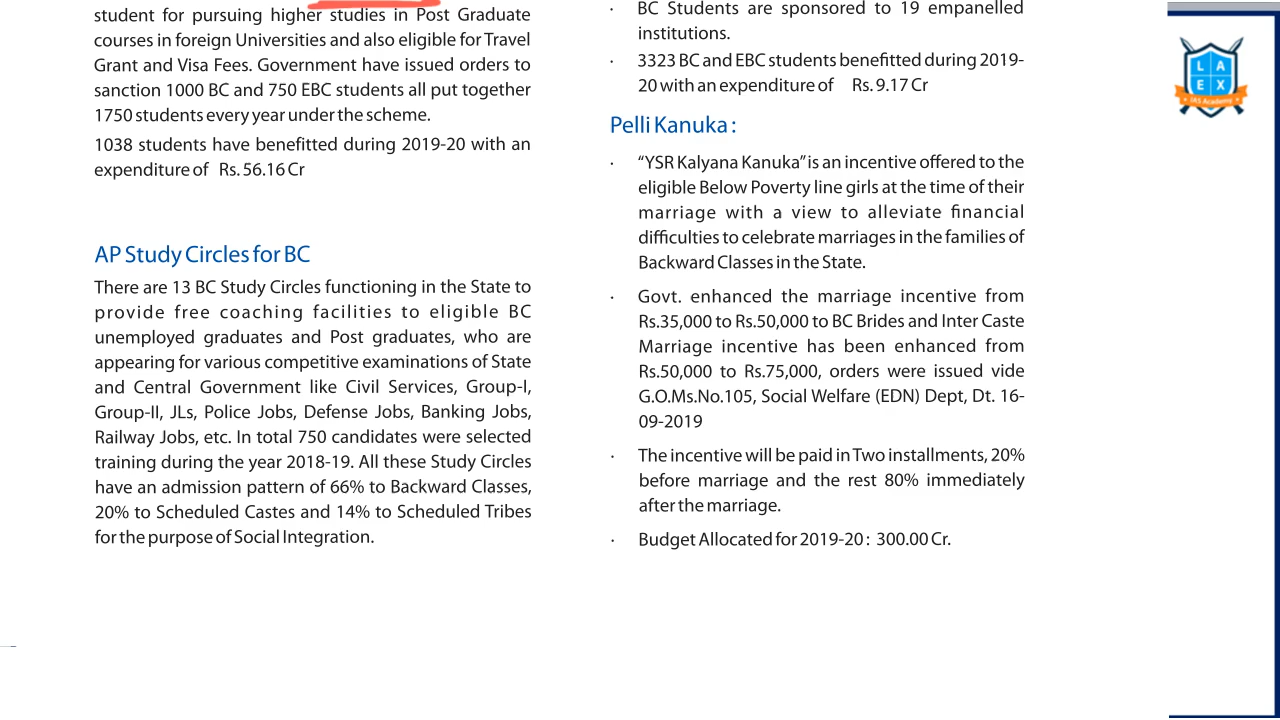 student for pursuing higher studies in Post Graduate
courses in foreign Universities and also eligible for Travel
Grant and Visa Fees. Government have issued orders to
sanction 1000 BC and 750 EBC students all put together
1750 students every year under the scheme.
1038 students have benefitted during 2019-20 with an
expenditure of Rs. 56.16 Cr
AP Study Circles for BC
There are 13 BC Study Circles functioning in the State to
provide free coaching facilities to eligible BC
unemployed graduates and Post graduates, who are
appearing for various competitive examinations of State
and Central Government like Civil Services, Group-I,
Group-II, JLs, Police Jobs, Defense Jobs, Banking Jobs,
Railway Jobs, etc. In total 750 candidates were selected
training during the year 2018-19. All these Study Circles
have an admission pattern of 66% to Backward Classes,
20% to Scheduled Castes and 14% to Scheduled Tribes
for the purpose of Social Integration.
· BC Students are sponsored to 19 empanelled
institutions.
· 3323 BC and EBC students benefitted during 2019-
20 with an expenditure of Rs. 9.17 Cr
Pelli Kanuka :
· “YSR Kalyana Kanuka” is an incentive offered to the
eligible Below Poverty line girls at the time of their
marriage with a view to alleviate financial
difficulties to celebrate marriages in the families of
Backward Classes in the State.
· Govt. enhanced the marriage incentive from
Rs.35,000 to Rs.50,000 to BC Brides and Inter Caste
Marriage incentive has been enhanced from
Rs.50,000 to Rs.75,000, orders were issued vide
G.O.Ms.No.105, Social Welfare (EDN) Dept, Dt. 16-
09-2019
· The incentive will be paid in Two installments, 20%
before marriage and the rest 80% immediately
after the marriage.
· Budget Allocated for 2019-20 : 300.00 Cr.
L A
E X
IAS Academy